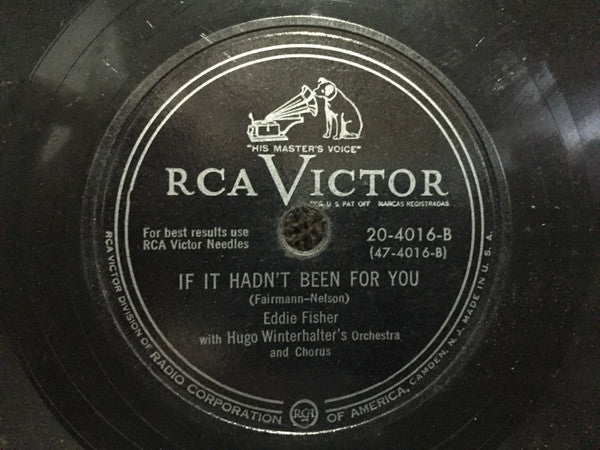 "HIS MASTER'S VOICE"
RCA VICTOR
REG. U. S. PAT. OFF. MARCAS REGISTRADAS
For best results use
RCA Victor Needles
20-4016-B
(47-4016-B)
IF IT HADN'T BEEN FOR YOU
(Fairmann—Nelson)
Eddie Fisher
with Hugo Winterhalter's Orchestra
and Chorus
RCA VICTOR DIVISION OF RADIO CORPORATION OF AMERICA, CAMDEN, N. J. MADE IN U. S. A.
RCA